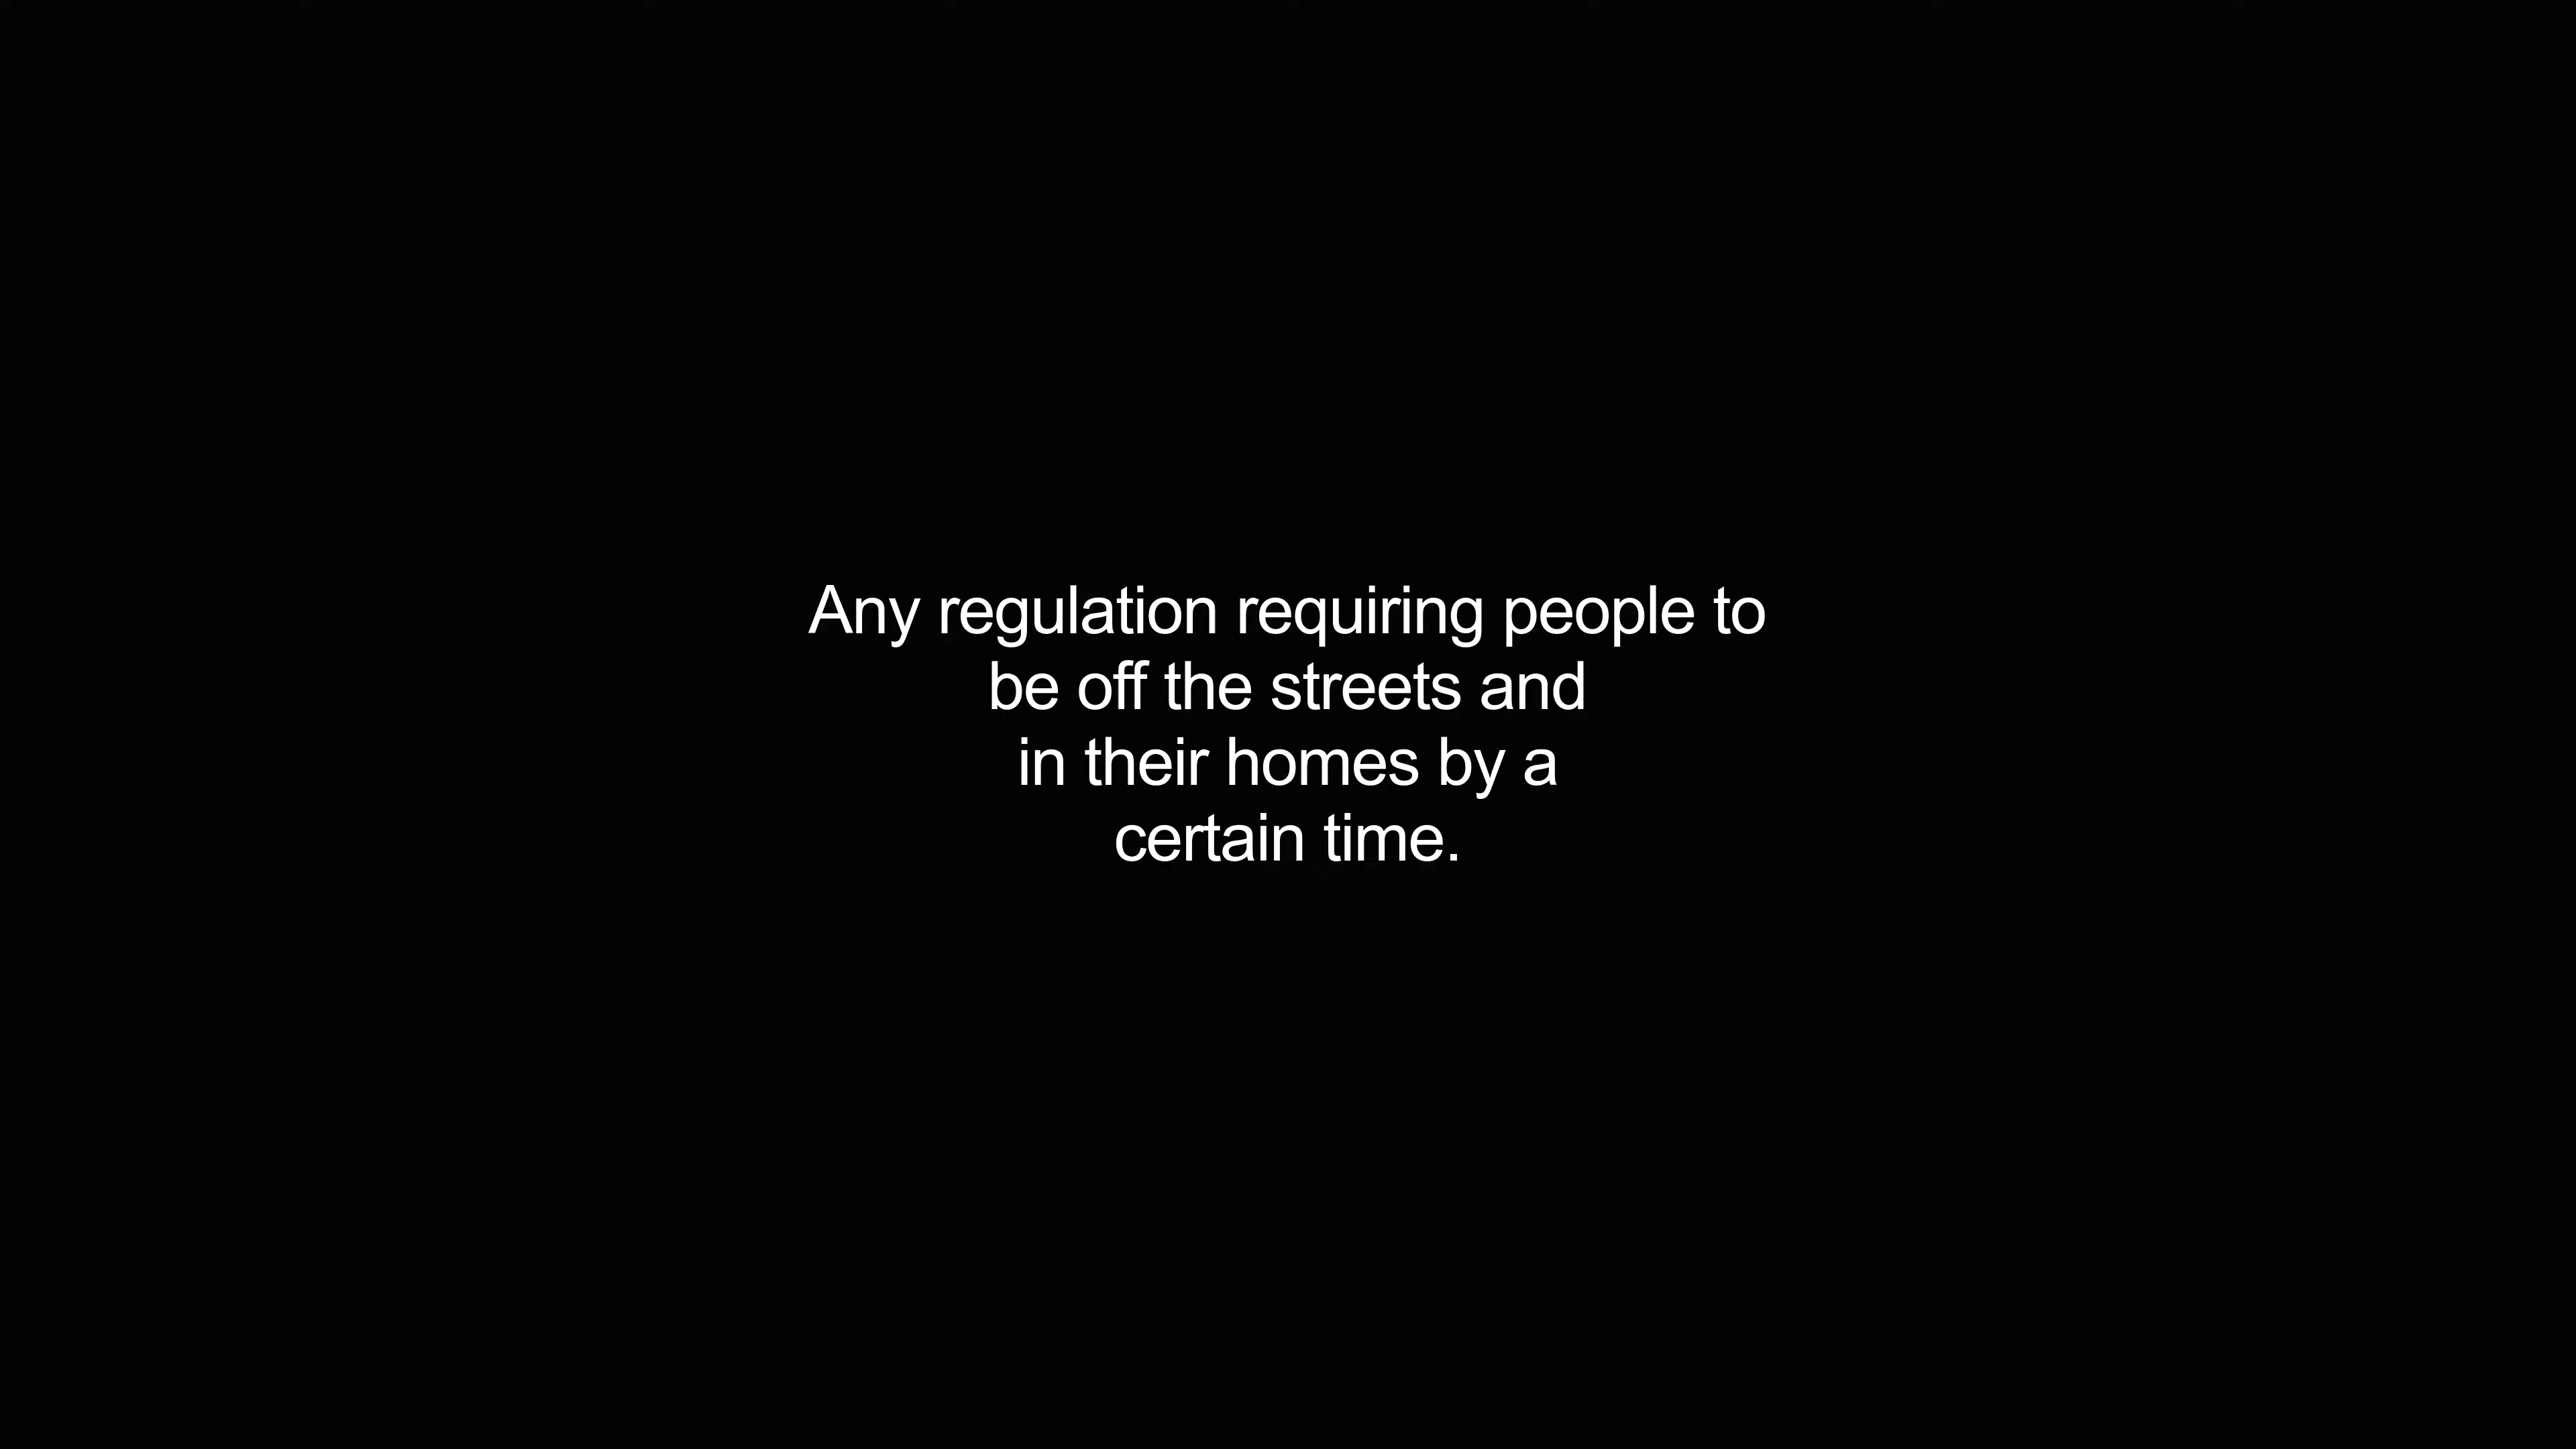 Any regulation requiring people to
be off the streets and
in their homes by a
certain time.